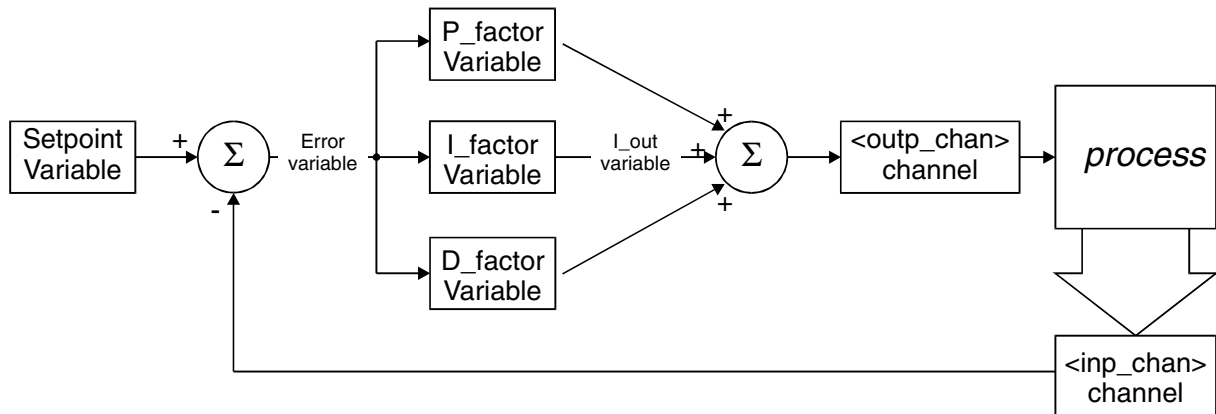 P_factor
Variable
Setpoint
Variable
+
-
Σ
Error
variable
I_factor
Variable
I_out
variable
D_factor
Variable
+
+
+
Σ
<outp_chan>
channel
process
<inp_chan>
channel